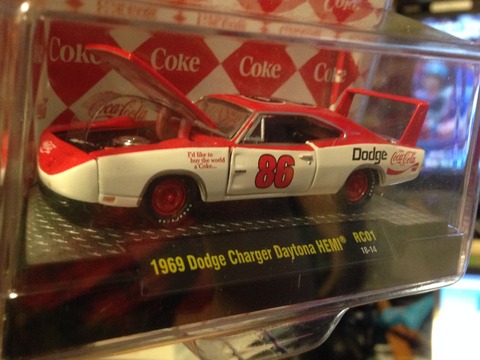 Coke
Coke
Coke
Coke
Coca-Cola
I'd like to
buy the world
a Coke...
86
Dodge
Coca-Cola
1969 Dodge Charger Daytona HEMI® RC01
18-14